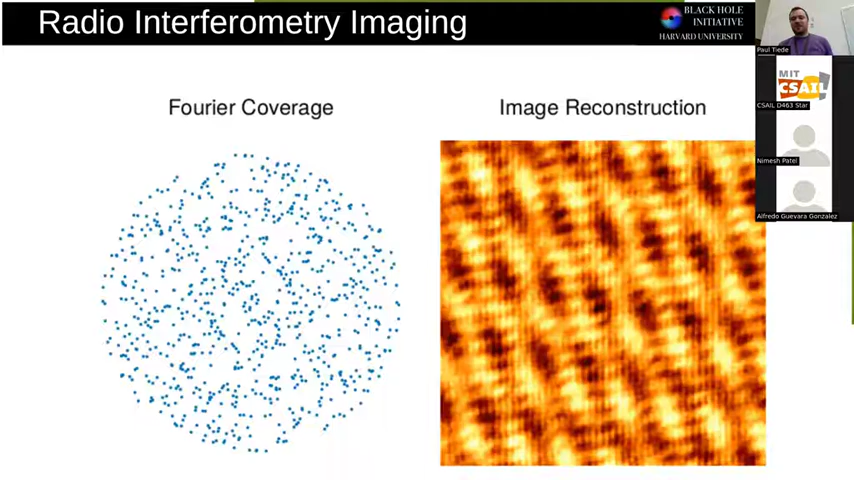 Radio Interferometry Imaging
BLACK HOLE
INITIATIVE
HARVARD UNIVERSITY
Fourier Coverage
Image Reconstruction
Paul Tiede
MIT
CSAIL
CSAIL D463 Star
Nimesh Patel
Alfredo Guevara Gonzalez